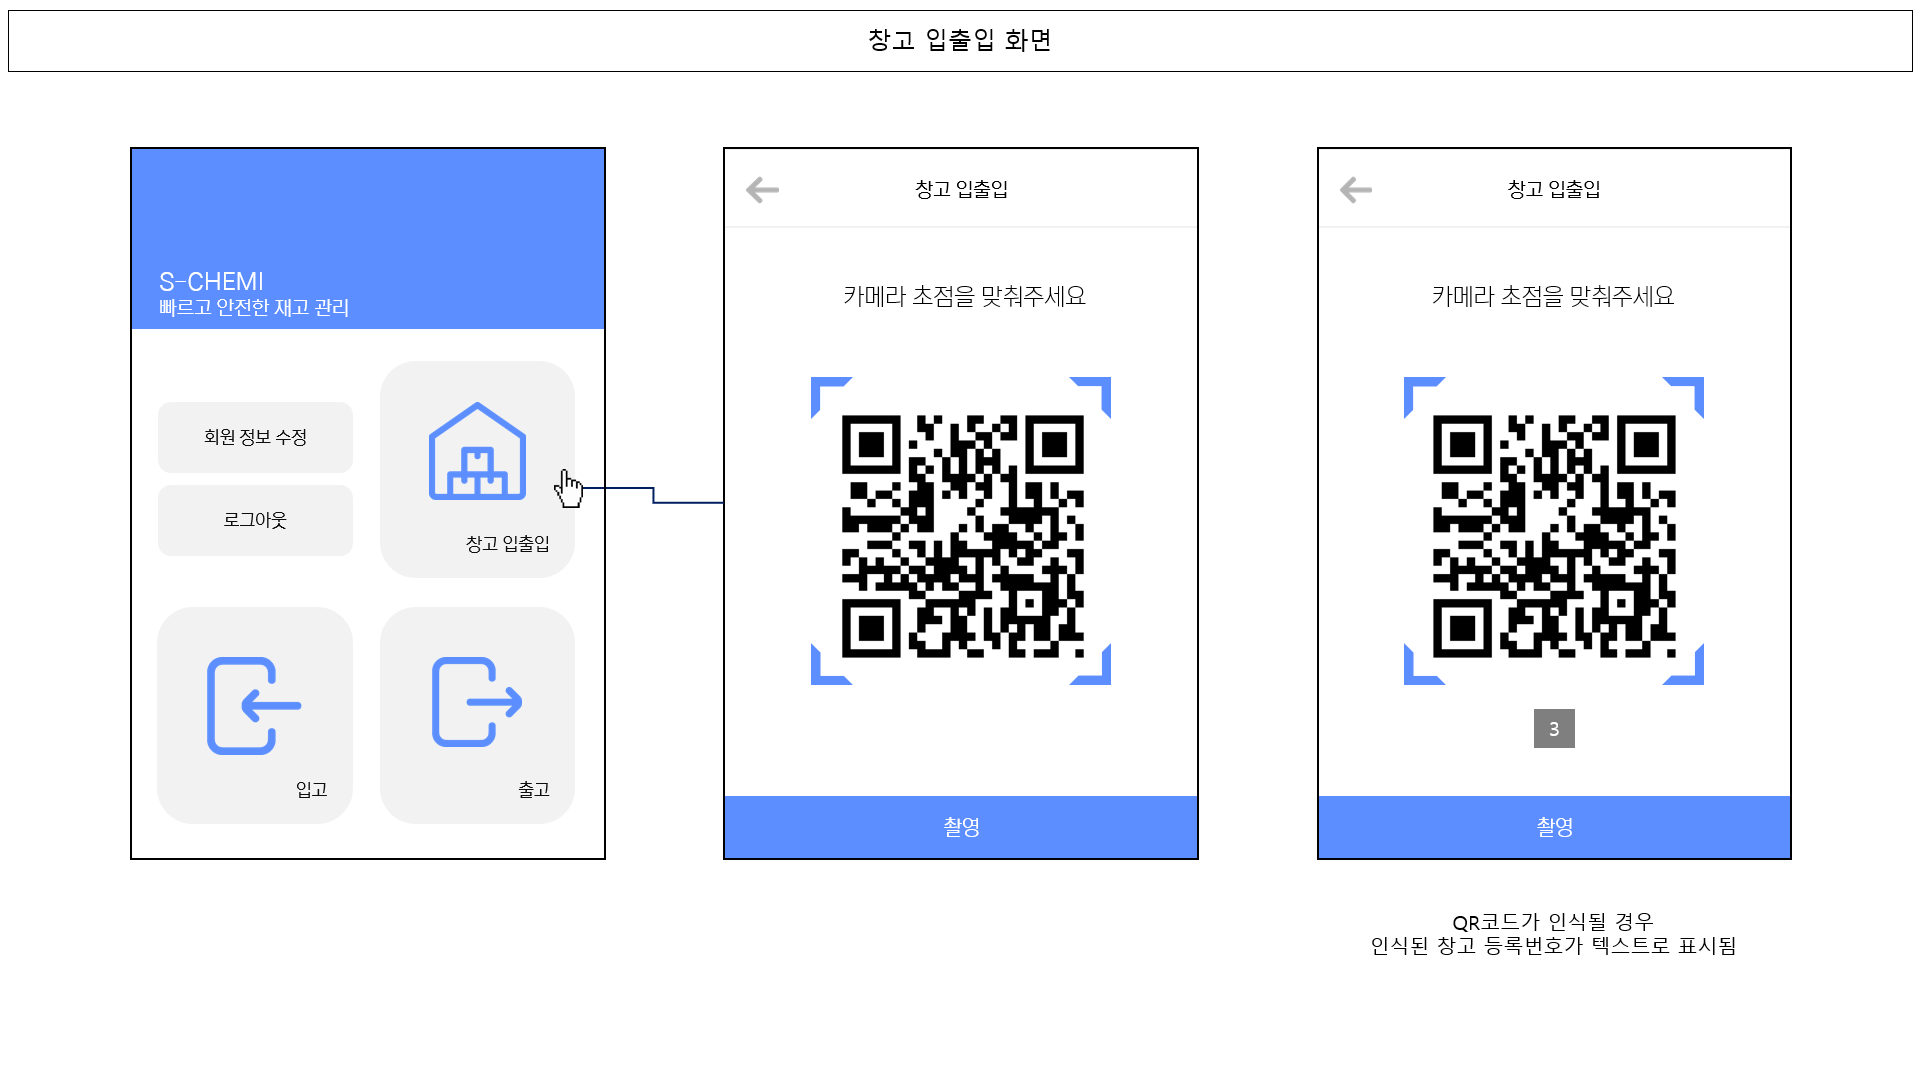 창고 입출입 화면
S-CHEMI
빠르고 안전한 재고 관리
회원 정보 수정
로그아웃
창고 입출입
입고
출고
창고 입출입
카메라 초점을 맞춰주세요
촬영
창고 입출입
카메라 초점을 맞춰주세요
3
촬영
QR코드가 인식될 경우
인식된 창고 등록번호가 텍스트로 표시됨